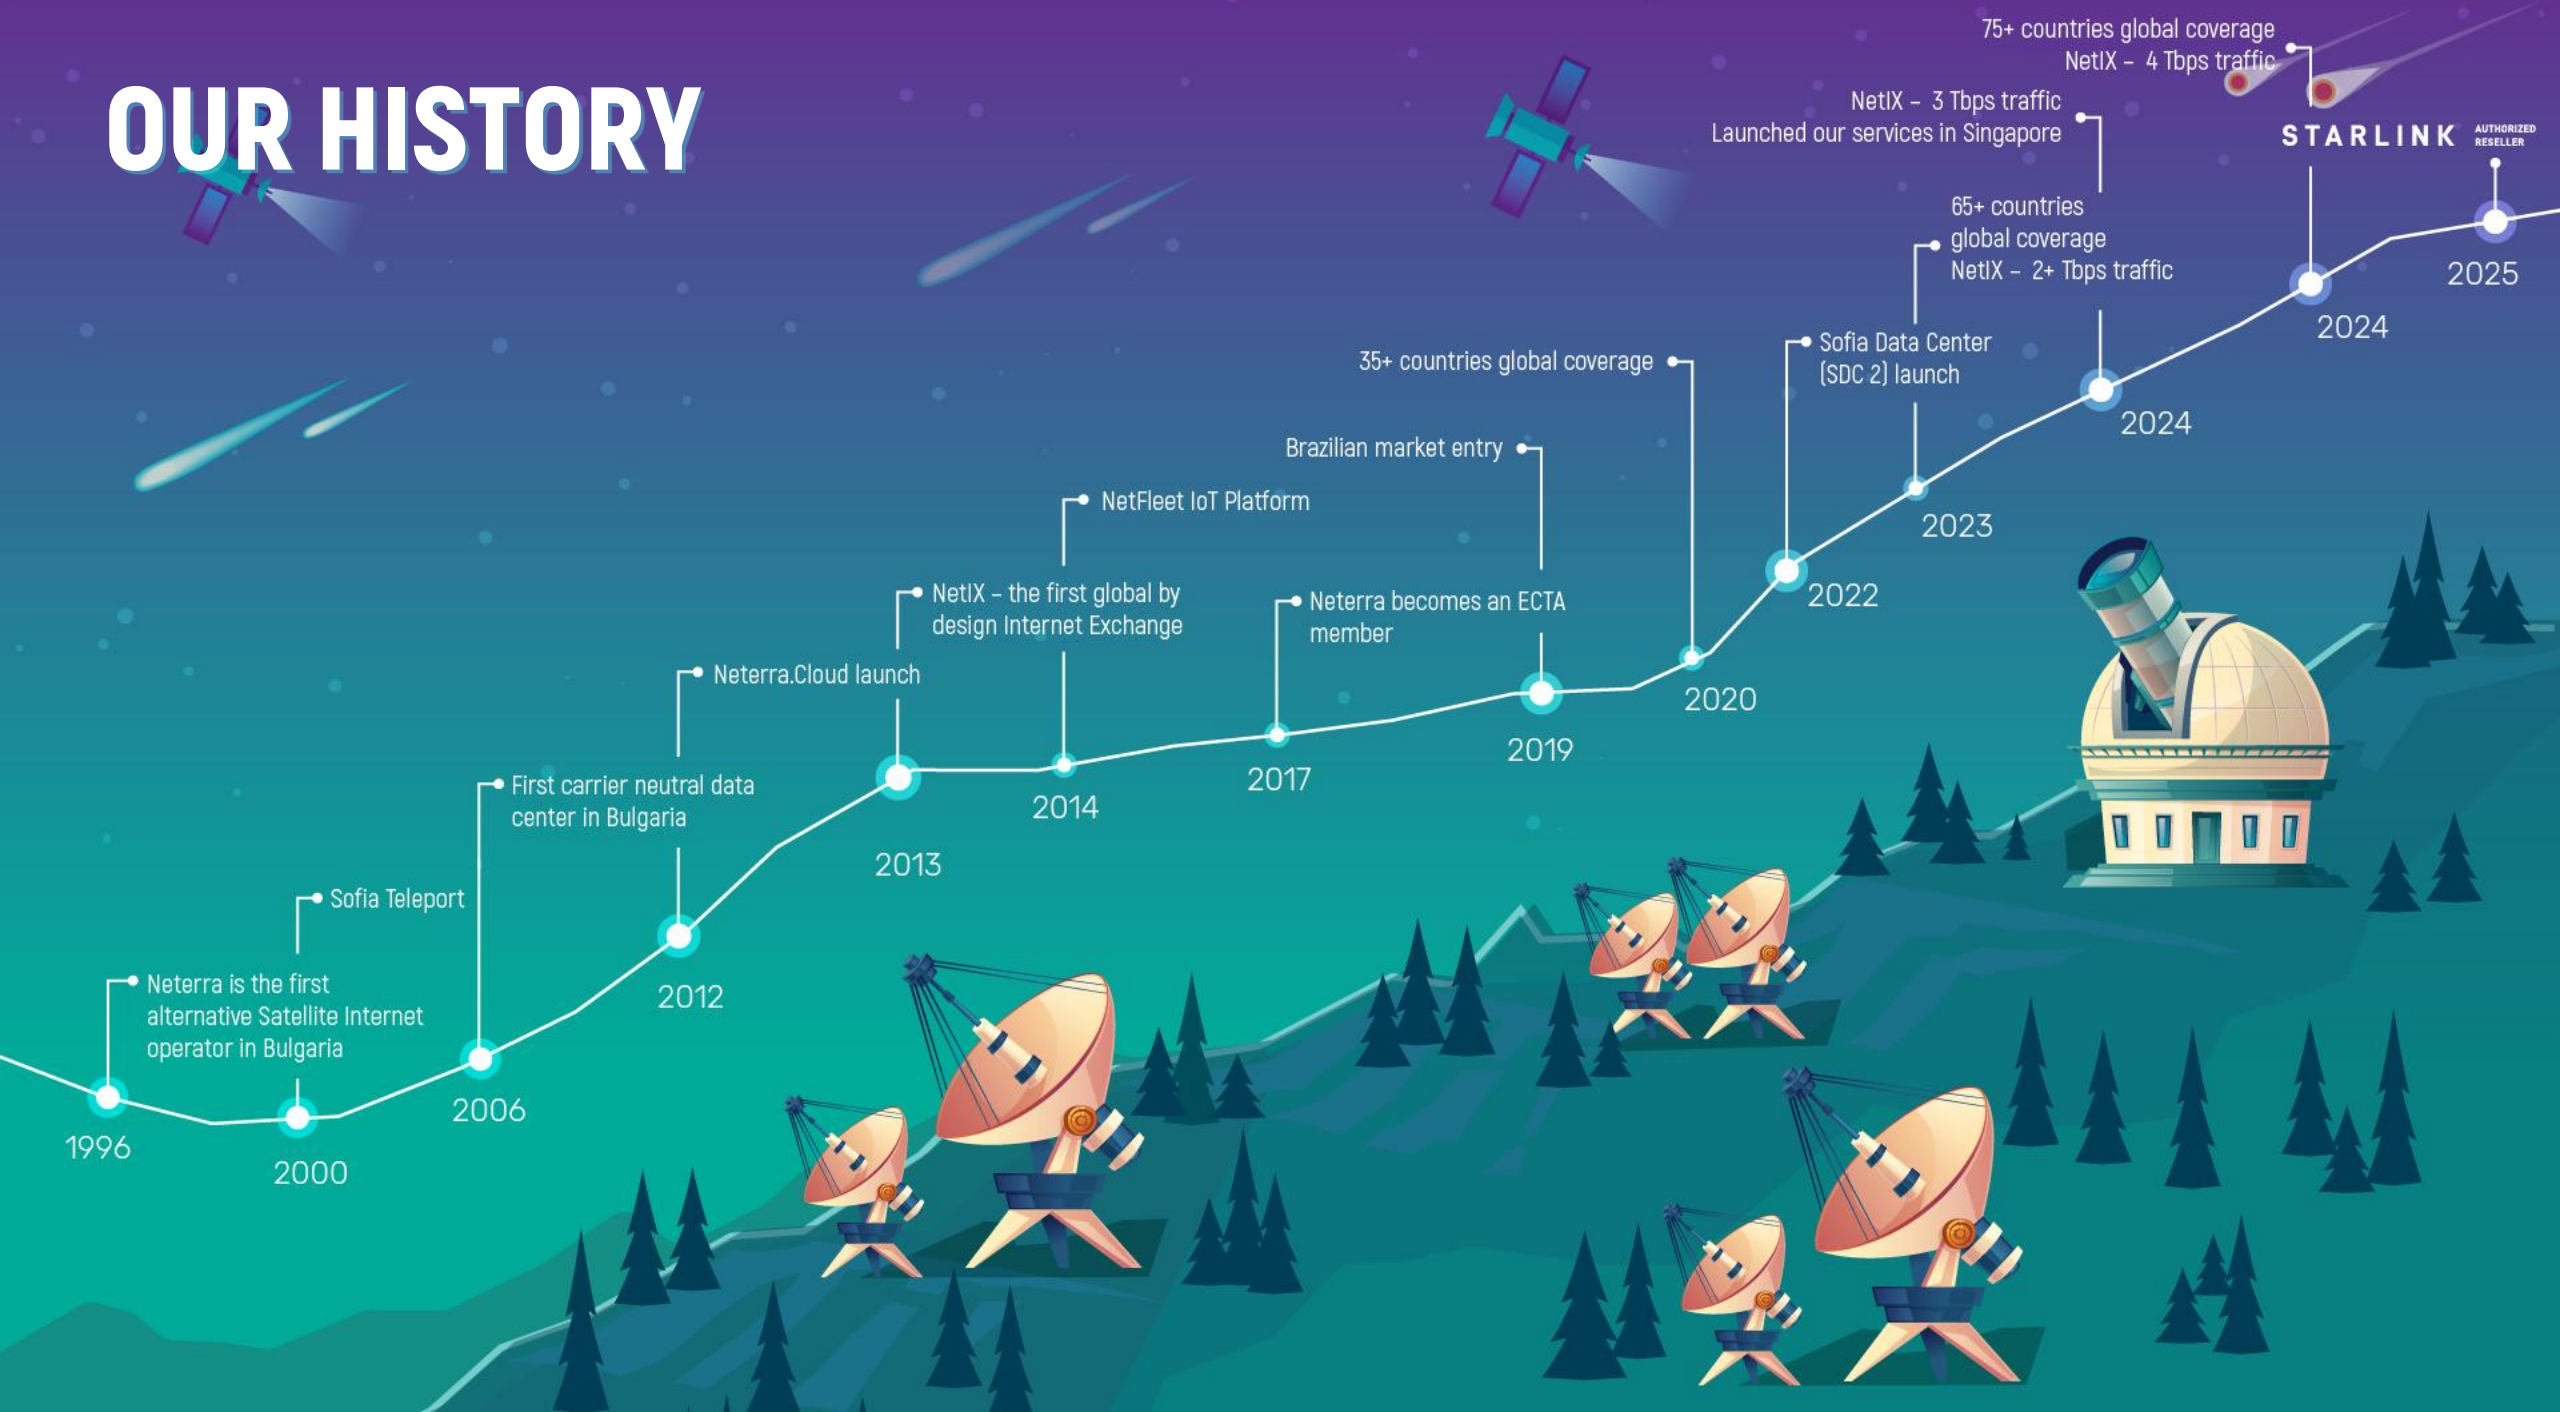 OUR HISTORY
1996
Neterra is the first
alternative Satellite Internet
operator in Bulgaria
2000
Sofia Teleport
2006
First carrier neutral data
center in Bulgaria
2012
Neterra.Cloud launch
2013
NetIX – the first global by
design Internet Exchange
2014
NetFleet IoT Platform
2017
Neterra becomes an ECTA
member
2019
Brazilian market entry
2020
35+ countries global coverage
2022
Sofia Data Center
(SDC 2) launch
2023
65+ countries
global coverage
NetIX – 2+ Tbps traffic
2024
NetIX – 3 Tbps traffic
Launched our services in Singapore
2024
75+ countries global coverage
NetIX – 4 Tbps traffic
2025
STARLINK
AUTHORIZED
RESELLER